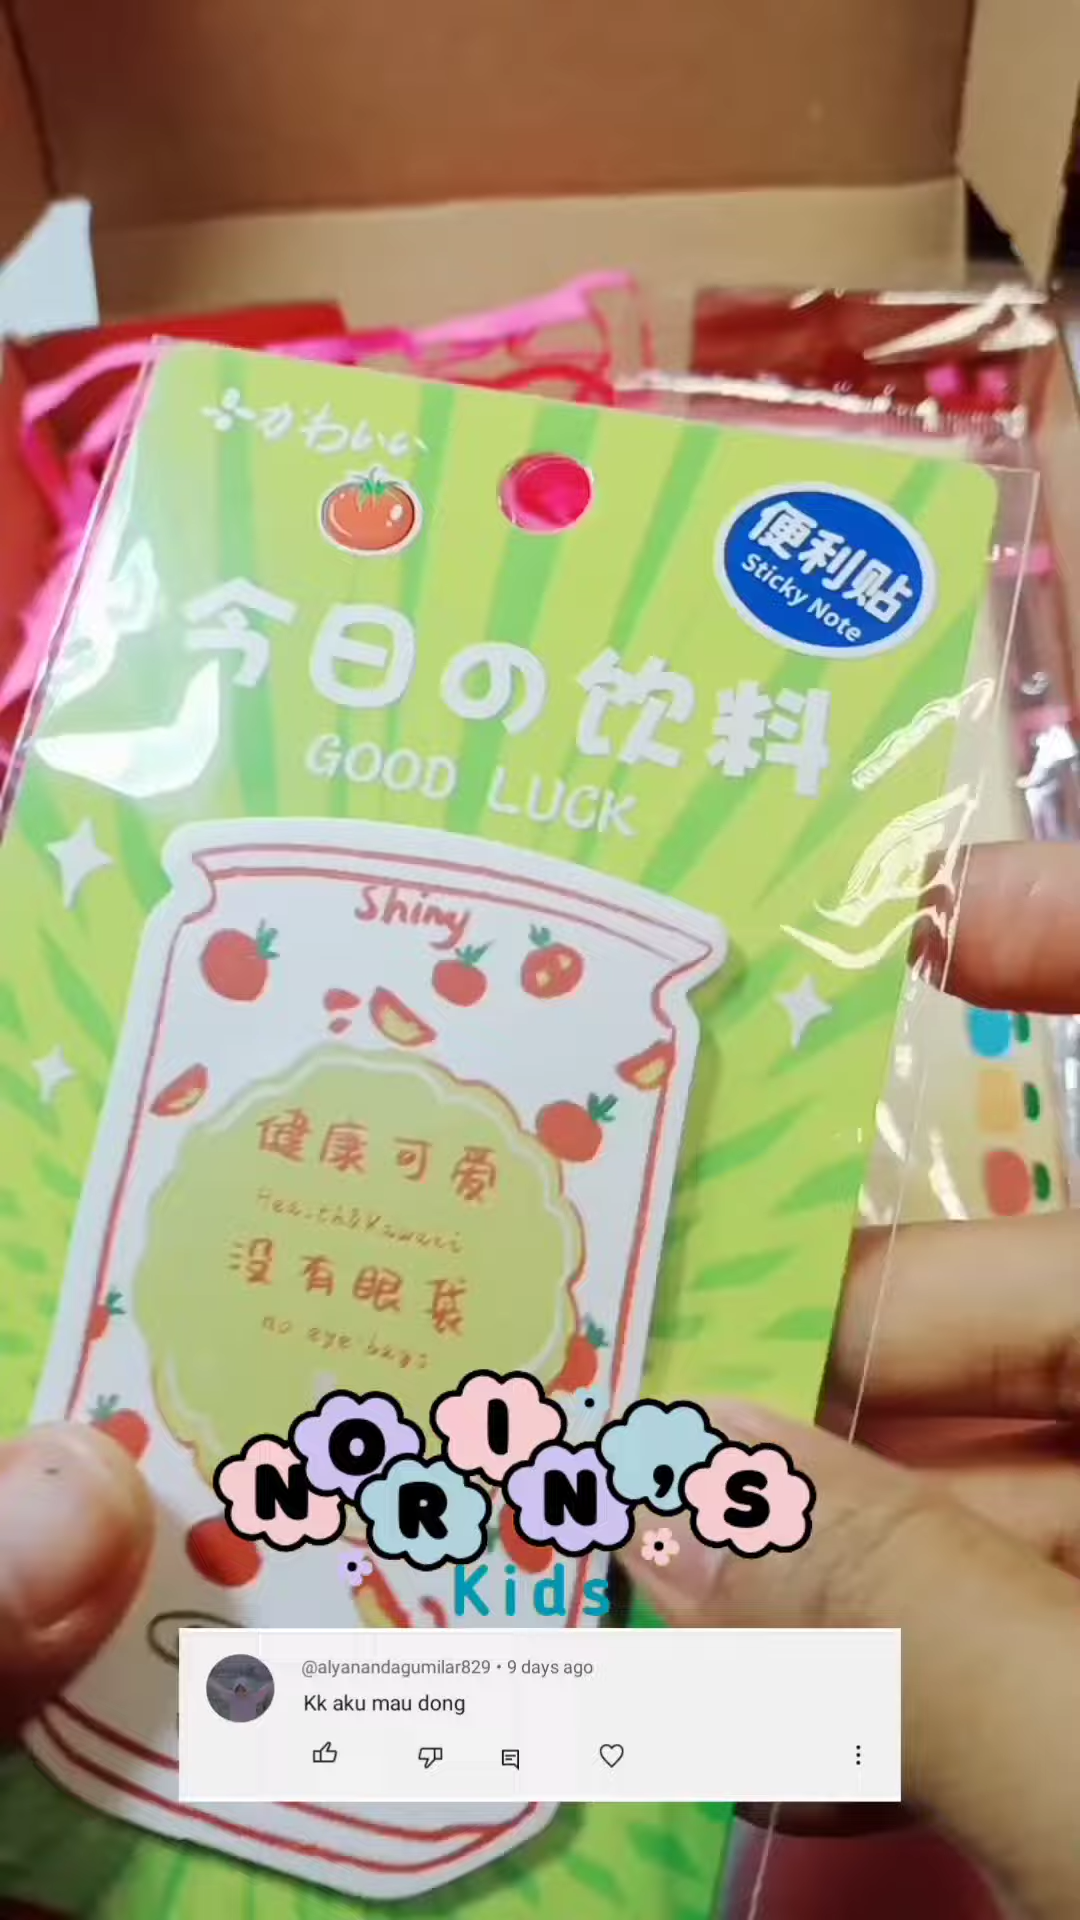 かわいい
便利贴
Sticky Note
今日の饮料
GOOD LUCK
Shiny
健康可爱
Health&Kawaii
没有眼袋
no eye bags
NORIN'S
Kids
@alyanandagumilar829 • 9 days ago
Kk aku mau dong